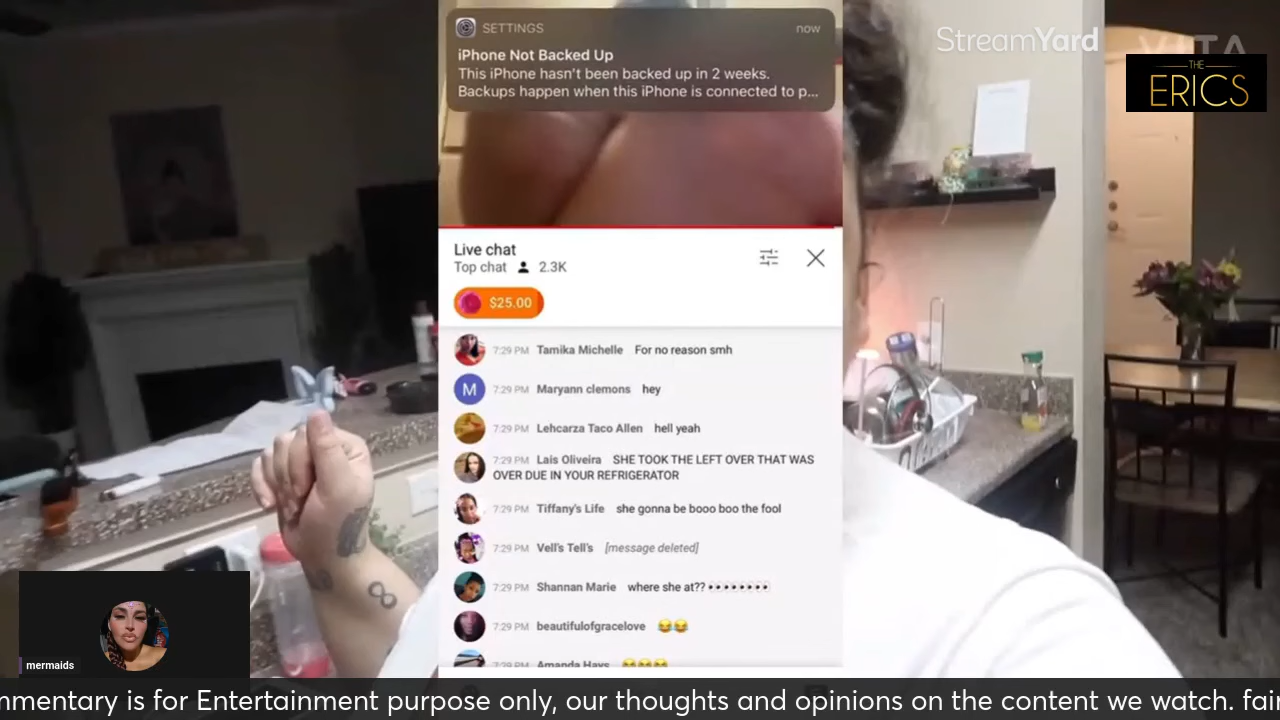 SETTINGS now
iPhone Not Backed Up
This iPhone hasn't been backed up in 2 weeks.
Backups happen when this iPhone is connected to p...
StreamYard
VITA
THE
ERICS
Live chat
Top chat 2.3K
$25.00
7:29 PM Tamika Michelle For no reason smh
M
7:29 PM Maryann clemons hey
7:29 PM Lehcarza Taco Allen hell yeah
7:29 PM Lais Oliveira SHE TOOK THE LEFT OVER THAT WAS
OVER DUE IN YOUR REFRIGERATOR
7:29 PM Tiffany's Life she gonna be booo boo the fool
7:29 PM Vell's Tell's [message deleted]
7:29 PM Shannan Marie where she at??
7:29 PM beautifulofgracelove 😂😂
7:29 PM Amanda Hays 😂😂😂
mermaids
mmentary is for Entertainment purpose only, our thoughts and opinions on the content we watch. fai